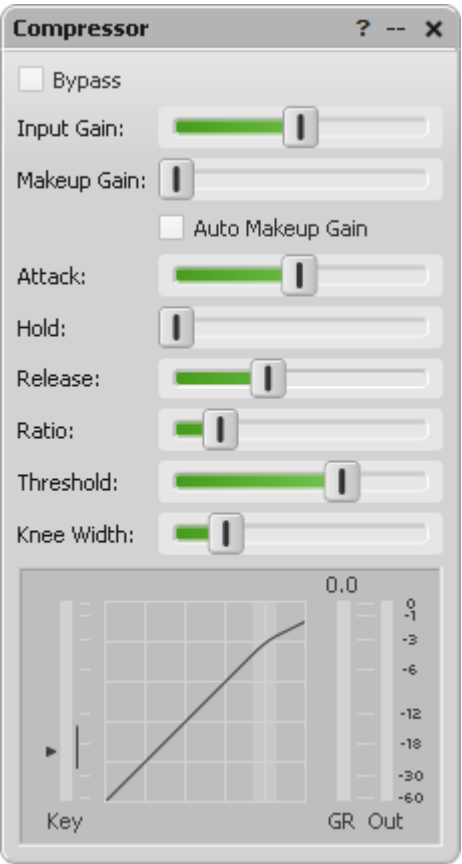 Compressor ? -- ×
Bypass
Input Gain:
Makeup Gain:
Auto Makeup Gain
Attack:
Hold:
Release:
Ratio:
Threshold:
Knee Width:
0.0
0
-1
-3
-6
-12
-18
-30
-60
Key GR Out